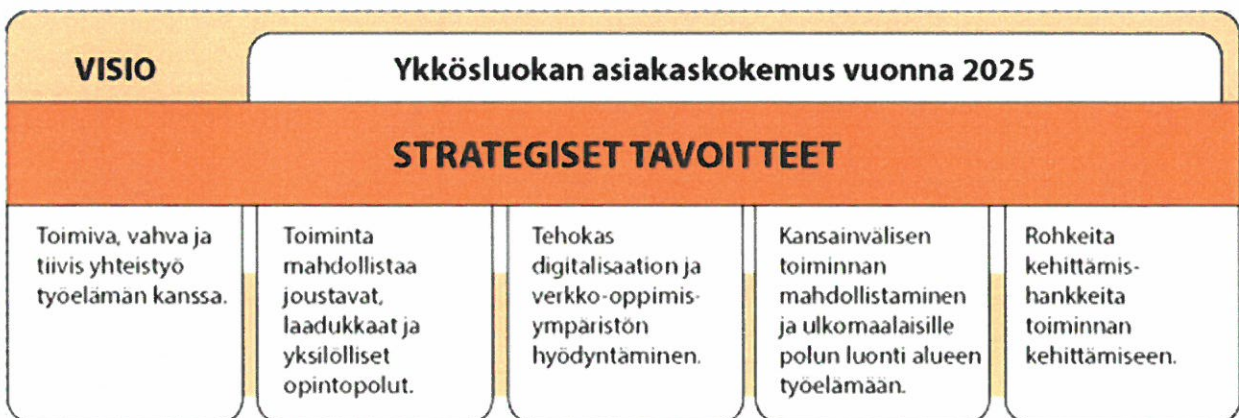 VISIO
Ykkösluokan asiakaskokemus vuonna 2025
STRATEGISET TAVOITTEET
Toimiva, vahva ja
tiivis yhteistyö
työelämän kanssa.
Toiminta
mahdollistaa
joustavat,
laadukkaat ja
yksilölliset
opintopolut.
Tehokas
digitalisaation ja
verkko-oppimis-
ympäristön
hyödyntäminen.
Kansainvälisen
toiminnan
mahdollistaminen
ja ulkomaalaisille
polun luonti alueen
työelämään.
Rohkeita
kehittämis-
hankkeita
toiminnan
kehittämiseen.